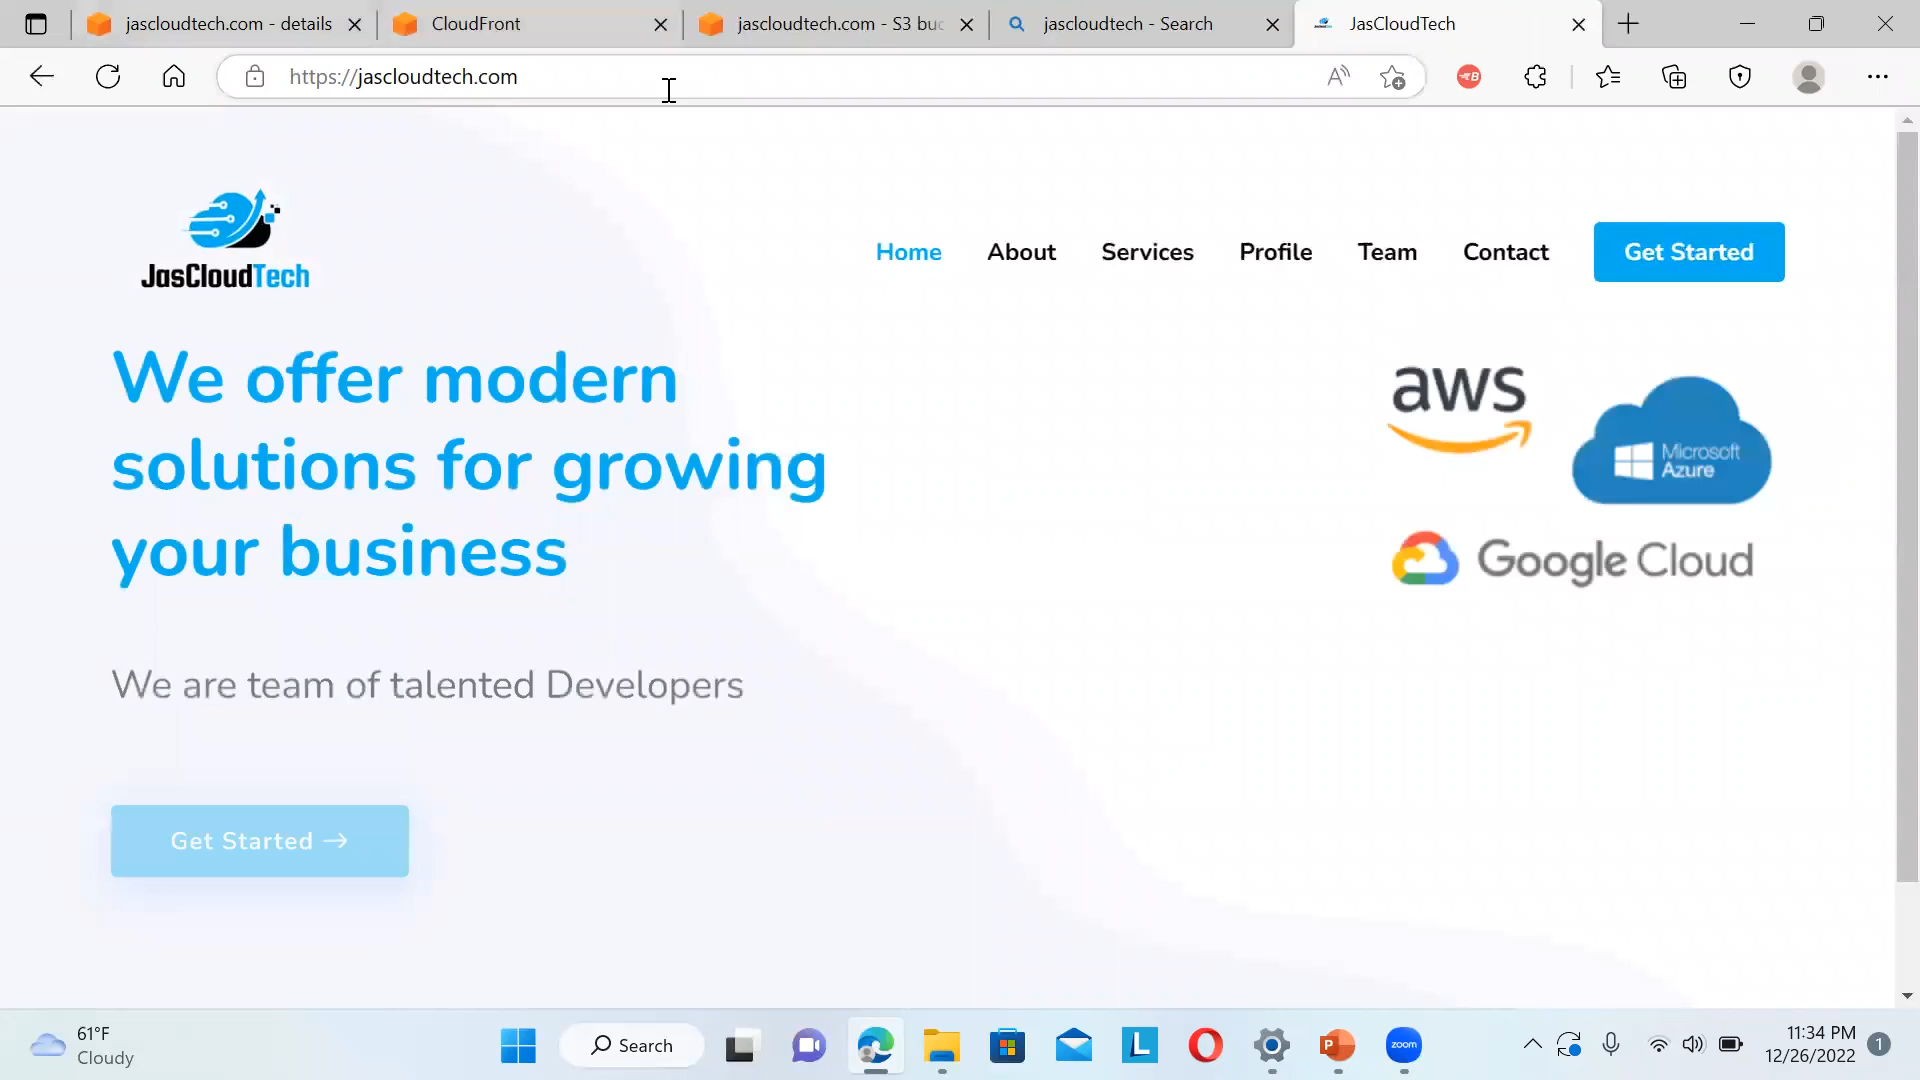 jascloudtech.com - details
CloudFront
jascloudtech.com - S3 buc
jascloudtech - Search
JasCloudTech
https://jascloudtech.com
JasCloudTech
Home
About
Services
Profile
Team
Contact
Get Started
We offer modern
solutions for growing
your business
aws
Microsoft
Azure
Google Cloud
We are team of talented Developers
Get Started →
61°F
Cloudy
Search
L
P
zoom
11:34 PM
12/26/2022
1